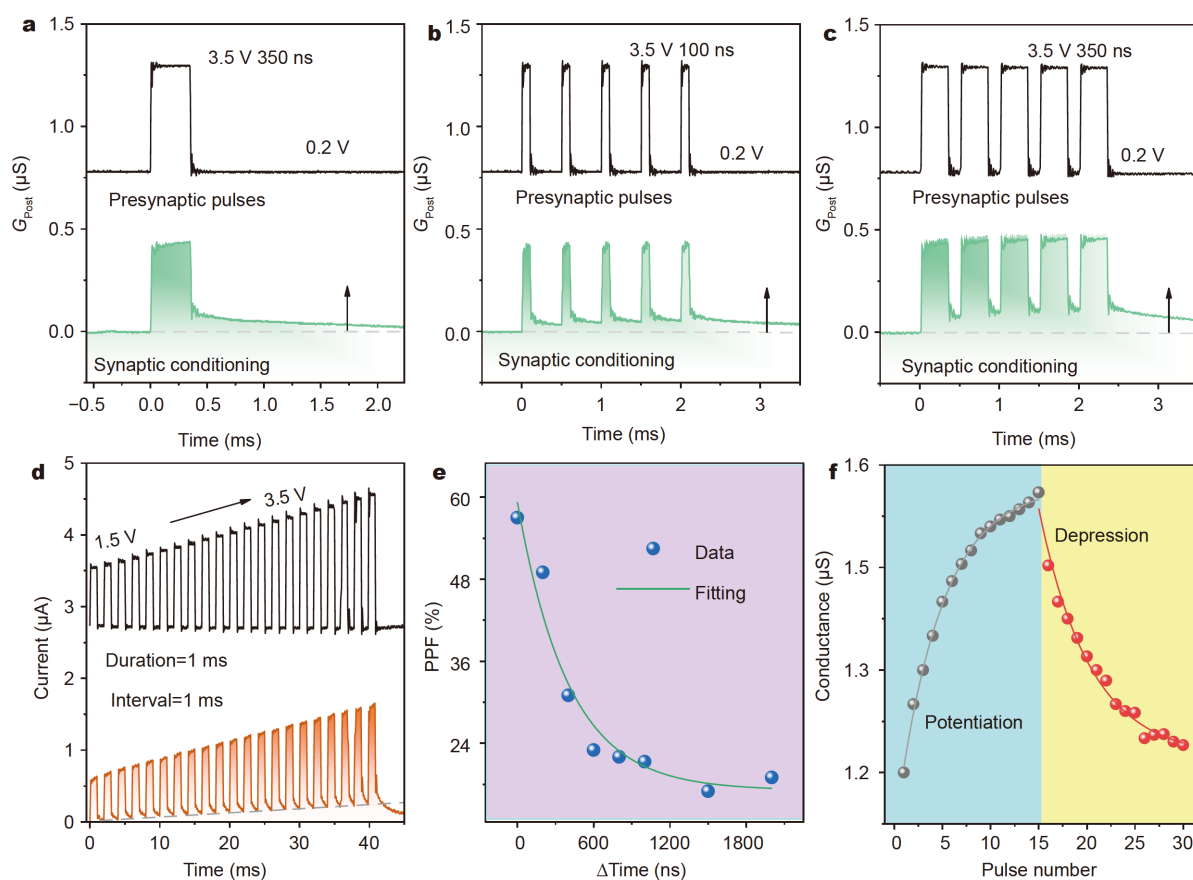 a
1.5
1.0
0.5
0.0
G_Post (µS)
3.5 V 350 ns
0.2 V
Presynaptic pulses
Synaptic conditioning
−0.5 0.0 0.5 1.0 1.5 2.0
Time (ms)
b
1.5
1.0
0.5
0.0
G_Post (µS)
3.5 V 100 ns
0.2 V
Presynaptic pulses
Synaptic conditioning
0 1 2 3
Time (ms)
c
1.5
1.0
0.5
0.0
G_Post (µS)
3.5 V 350 ns
0.2 V
Presynaptic pulses
Synaptic conditioning
0 1 2 3
Time (ms)
d
5
4
3
2
1
0
Current (µA)
1.5 V
3.5 V
Duration=1 ms
Interval=1 ms
0 10 20 30 40
Time (ms)
e
60
48
36
24
PPF (%)
Data
Fitting
0 600 1200 1800
ΔTime (ns)
f
1.6
1.5
1.3
1.2
Conductance (µS)
Depression
Potentiation
0 5 10 15 20 25 30
Pulse number